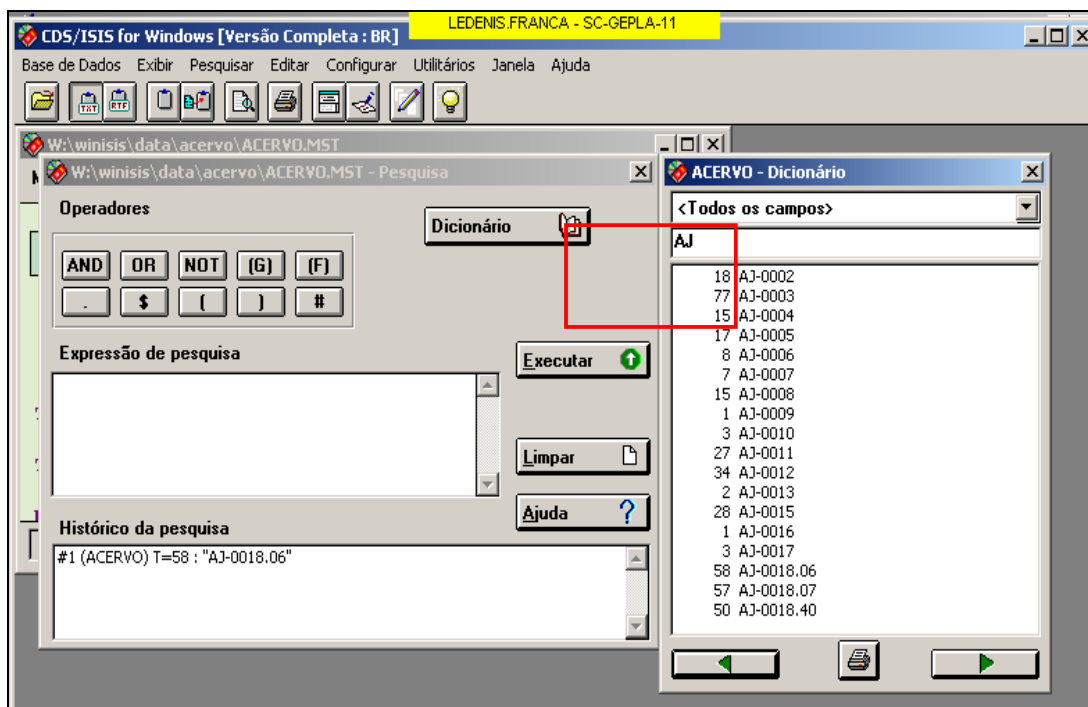 LEDENIS.FRANCA - SC-GEPLA-11
CDS/ISIS for Windows [Versão Completa : BR]
Base de Dados Exibir Pesquisar Editar Configurar Utilitários Janela Ajuda
TXT RTF
W:\winisis\data\acervo\ACERVO.MST
W:\winisis\data\acervo\ACERVO.MST - Pesquisa
Operadores
Dicionário
AND OR NOT (G) (F)
. $ ( ) #
Expressão de pesquisa
Executar
Limpar
Ajuda ?
Histórico da pesquisa
#1 (ACERVO) T=58 : "AJ-0018.06"
ACERVO - Dicionário
<Todos os campos>
AJ
18 AJ-0002
77 AJ-0003
15 AJ-0004
17 AJ-0005
8 AJ-0006
7 AJ-0007
15 AJ-0008
1 AJ-0009
3 AJ-0010
27 AJ-0011
34 AJ-0012
2 AJ-0013
28 AJ-0015
1 AJ-0016
3 AJ-0017
58 AJ-0018.06
57 AJ-0018.07
50 AJ-0018.40